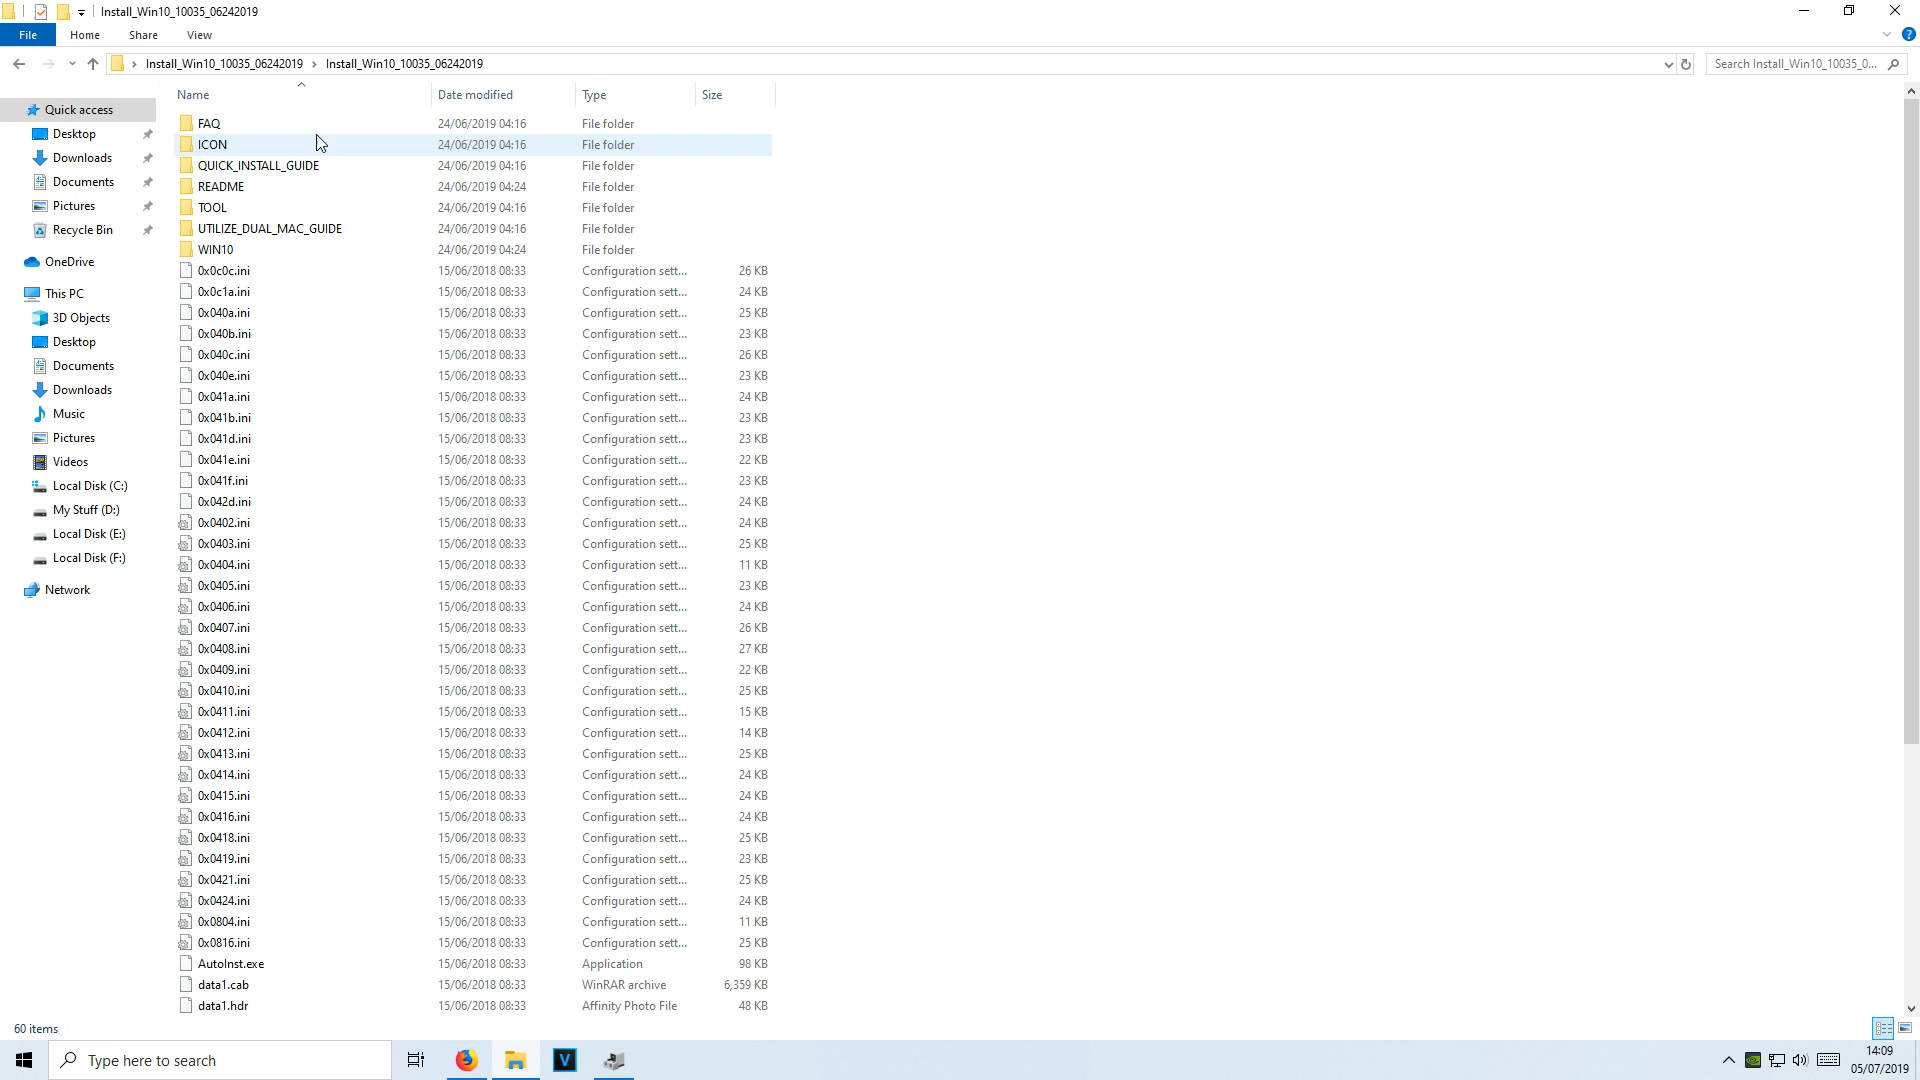 Install_Win10_10035_06242019
File Home Share View
Install_Win10_10035_06242019 › Install_Win10_10035_06242019 Search Install_Win10_10035_0...
Name Date modified Type Size
Quick access
Desktop
Downloads
Documents
Pictures
Recycle Bin
OneDrive
This PC
3D Objects
Desktop
Documents
Downloads
Music
Pictures
Videos
Local Disk (C:)
My Stuff (D:)
Local Disk (E:)
Local Disk (F:)
Network
FAQ 24/06/2019 04:16 File folder
ICON 24/06/2019 04:16 File folder
QUICK_INSTALL_GUIDE 24/06/2019 04:16 File folder
README 24/06/2019 04:24 File folder
TOOL 24/06/2019 04:16 File folder
UTILIZE_DUAL_MAC_GUIDE 24/06/2019 04:16 File folder
WIN10 24/06/2019 04:24 File folder
0x0c0c.ini 15/06/2018 08:33 Configuration sett... 26 KB
0x0c1a.ini 15/06/2018 08:33 Configuration sett... 24 KB
0x040a.ini 15/06/2018 08:33 Configuration sett... 25 KB
0x040b.ini 15/06/2018 08:33 Configuration sett... 23 KB
0x040c.ini 15/06/2018 08:33 Configuration sett... 26 KB
0x040e.ini 15/06/2018 08:33 Configuration sett... 23 KB
0x041a.ini 15/06/2018 08:33 Configuration sett... 24 KB
0x041b.ini 15/06/2018 08:33 Configuration sett... 23 KB
0x041d.ini 15/06/2018 08:33 Configuration sett... 23 KB
0x041e.ini 15/06/2018 08:33 Configuration sett... 22 KB
0x041f.ini 15/06/2018 08:33 Configuration sett... 23 KB
0x042d.ini 15/06/2018 08:33 Configuration sett... 24 KB
0x0402.ini 15/06/2018 08:33 Configuration sett... 24 KB
0x0403.ini 15/06/2018 08:33 Configuration sett... 25 KB
0x0404.ini 15/06/2018 08:33 Configuration sett... 11 KB
0x0405.ini 15/06/2018 08:33 Configuration sett... 23 KB
0x0406.ini 15/06/2018 08:33 Configuration sett... 24 KB
0x0407.ini 15/06/2018 08:33 Configuration sett... 26 KB
0x0408.ini 15/06/2018 08:33 Configuration sett... 27 KB
0x0409.ini 15/06/2018 08:33 Configuration sett... 22 KB
0x0410.ini 15/06/2018 08:33 Configuration sett... 25 KB
0x0411.ini 15/06/2018 08:33 Configuration sett... 15 KB
0x0412.ini 15/06/2018 08:33 Configuration sett... 14 KB
0x0413.ini 15/06/2018 08:33 Configuration sett... 25 KB
0x0414.ini 15/06/2018 08:33 Configuration sett... 24 KB
0x0415.ini 15/06/2018 08:33 Configuration sett... 24 KB
0x0416.ini 15/06/2018 08:33 Configuration sett... 24 KB
0x0418.ini 15/06/2018 08:33 Configuration sett... 25 KB
0x0419.ini 15/06/2018 08:33 Configuration sett... 23 KB
0x0421.ini 15/06/2018 08:33 Configuration sett... 25 KB
0x0424.ini 15/06/2018 08:33 Configuration sett... 24 KB
0x0804.ini 15/06/2018 08:33 Configuration sett... 11 KB
0x0816.ini 15/06/2018 08:33 Configuration sett... 25 KB
AutoInst.exe 15/06/2018 08:33 Application 98 KB
data1.cab 15/06/2018 08:33 WinRAR archive 6,359 KB
data1.hdr 15/06/2018 08:33 Affinity Photo File 48 KB
60 items
Type here to search V 14:09
05/07/2019